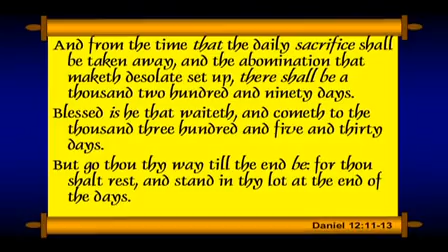 And from the time that the daily sacrifice shall
be taken away, and the abomination that
maketh desolate set up, there shall be a
thousand two hundred and ninety days.
Blessed is he that waiteth, and cometh to the
thousand three hundred and five and thirty
days.
But go thou thy way till the end be: for thou
shalt rest, and stand in thy lot at the end of
the days.
Daniel 12:11-13